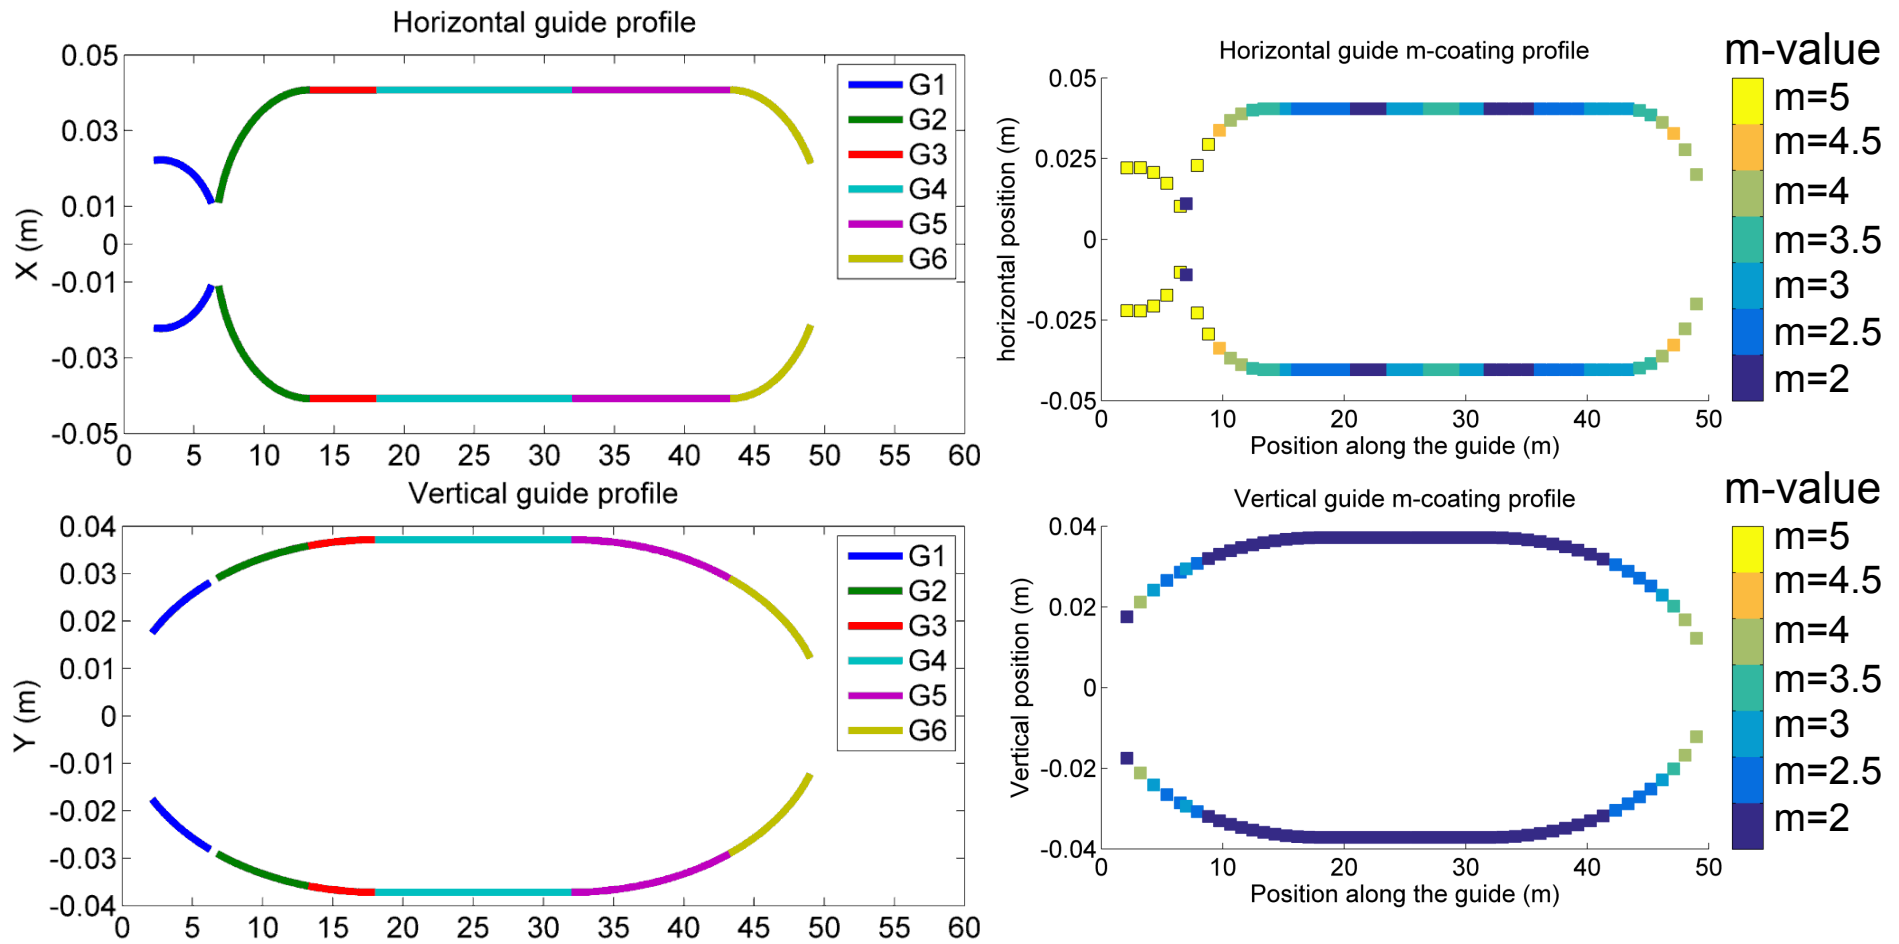 Horizontal guide profile
X (m)
0.05
0.03
0.01
0
-0.01
-0.03
-0.05
0 5 10 15 20 25 30 35 40 45 50 55 60
G1
G2
G3
G4
G5
G6
Horizontal guide m-coating profile
horizontal position (m)
0.05
0.025
0
-0.025
-0.05
0 10 20 30 40 50
Position along the guide (m)
m-value
m=5
m=4.5
m=4
m=3.5
m=3
m=2.5
m=2
Vertical guide profile
Y (m)
0.04
0.03
0.02
0.01
0
-0.01
-0.02
-0.03
-0.04
0 5 10 15 20 25 30 35 40 45 50 55 60
G1
G2
G3
G4
G5
G6
Vertical guide m-coating profile
Vertical position (m)
0.04
0.02
0
-0.02
-0.04
0 10 20 30 40 50
Position along the guide (m)
m-value
m=5
m=4.5
m=4
m=3.5
m=3
m=2.5
m=2